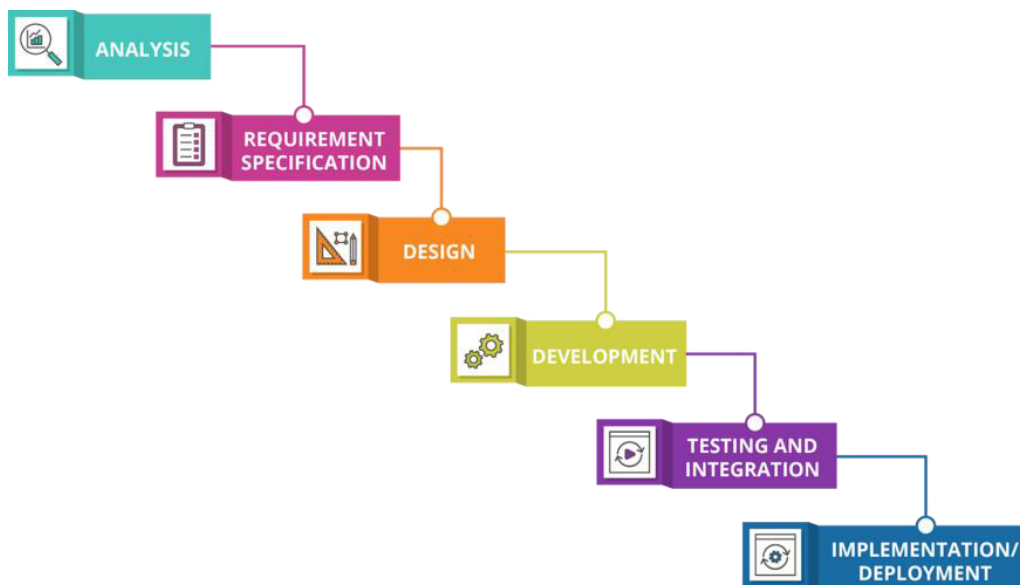 ANALYSIS
REQUIREMENT
SPECIFICATION
DESIGN
DEVELOPMENT
TESTING AND
INTEGRATION
IMPLEMENTATION/
DEPLOYMENT